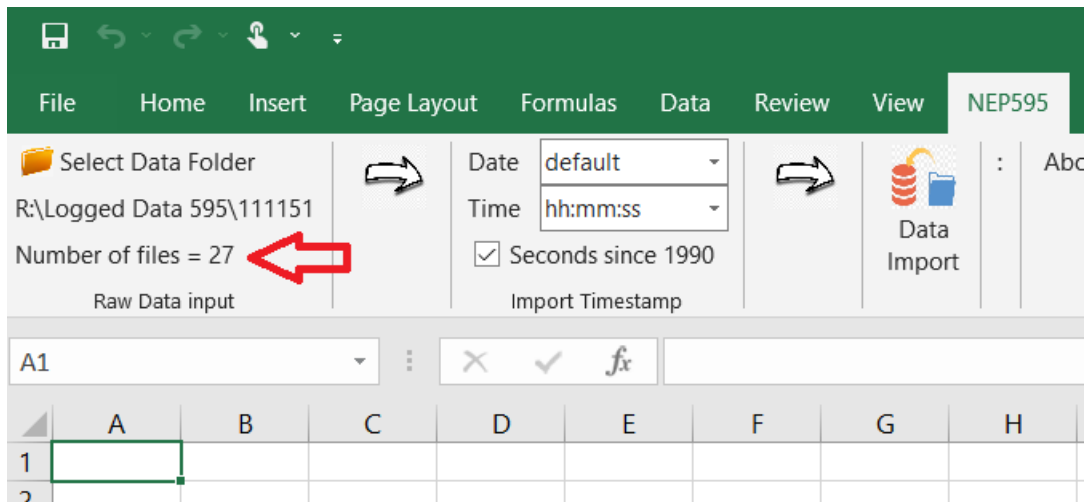 File Home Insert Page Layout Formulas Data Review View NEP595
Select Data Folder
R:\Logged Data 595\111151
Number of files = 27
Raw Data input
Date default
Time hh:mm:ss
Seconds since 1990
Import Timestamp
Data
Import
:
Abo
A1
fx
A B C D E F G H
1
2